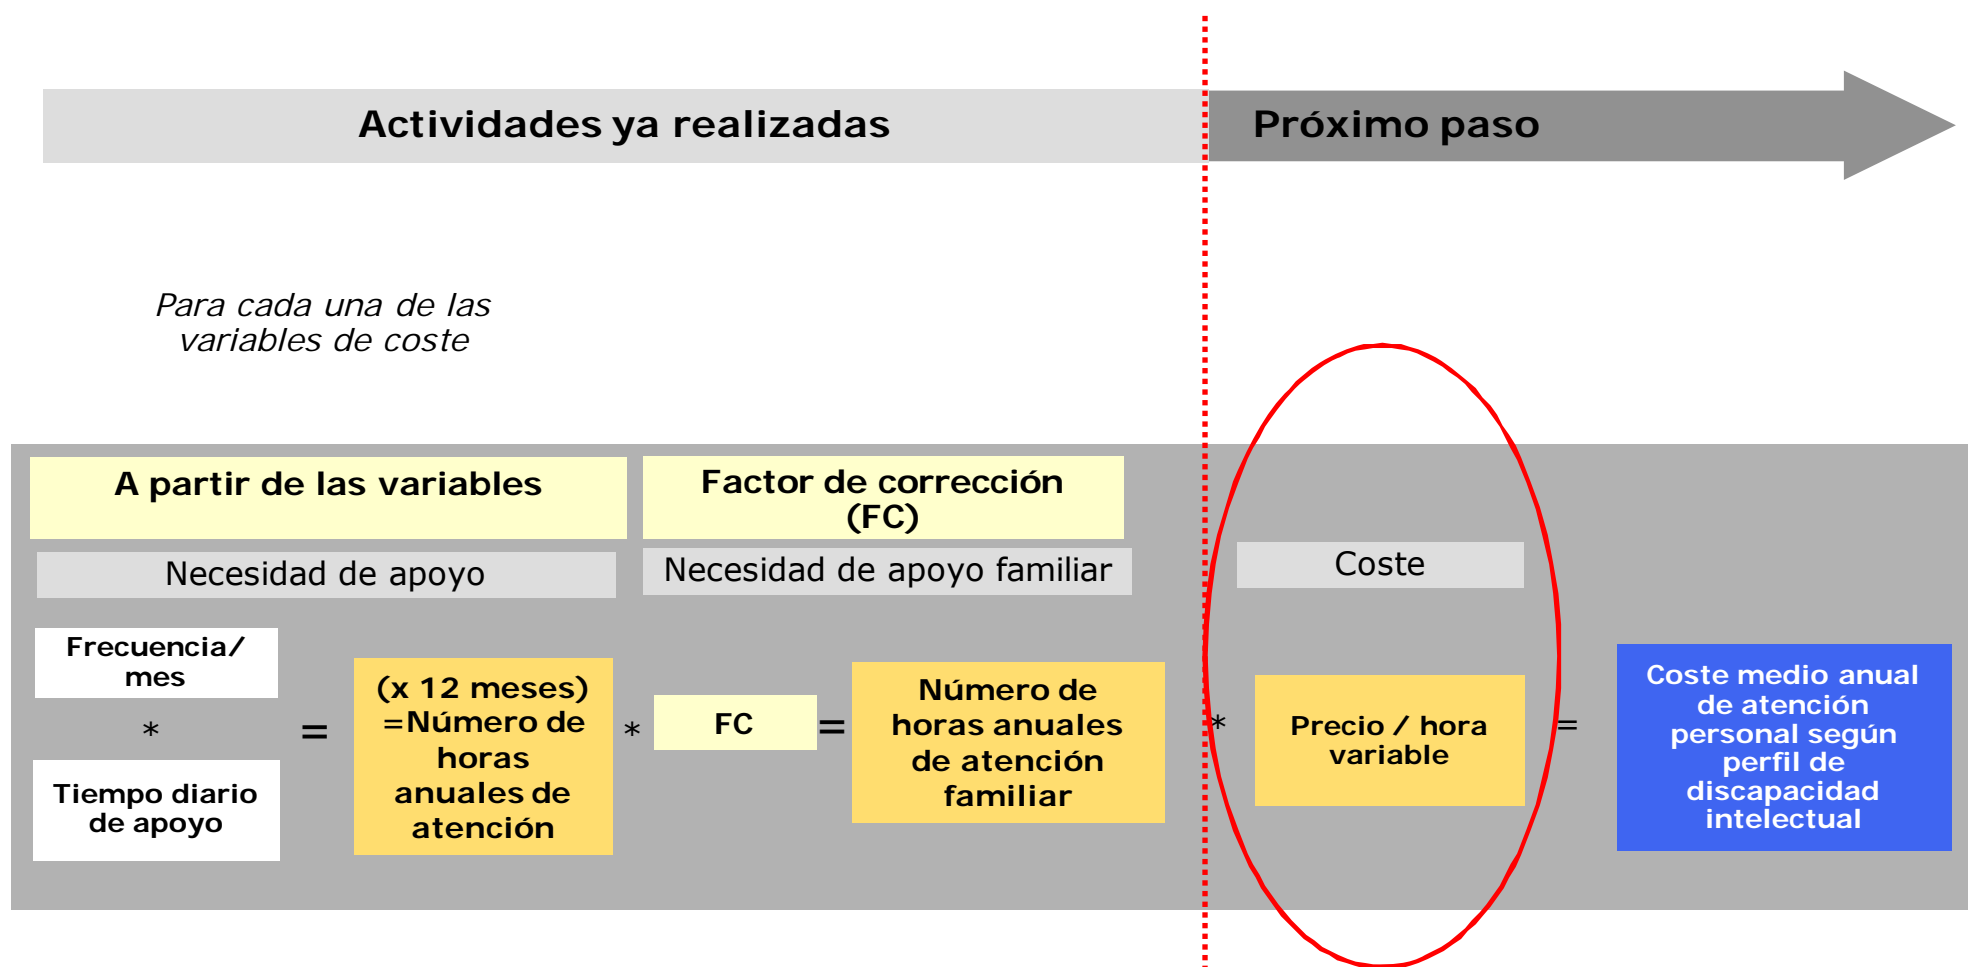 Actividades ya realizadas
Próximo paso
Para cada una de las
variables de coste
A partir de las variables
Factor de corrección
(FC)
Necesidad de apoyo
Necesidad de apoyo familiar
Coste
Frecuencia/
mes
*
Tiempo diario
de apoyo
=
(x 12 meses)
=Número de
horas
anuales de
atención
*
FC
=
Número de
horas anuales
de atención
familiar
*
Precio / hora
variable
=
Coste medio anual
de atención
personal según
perfil de
discapacidad
intelectual